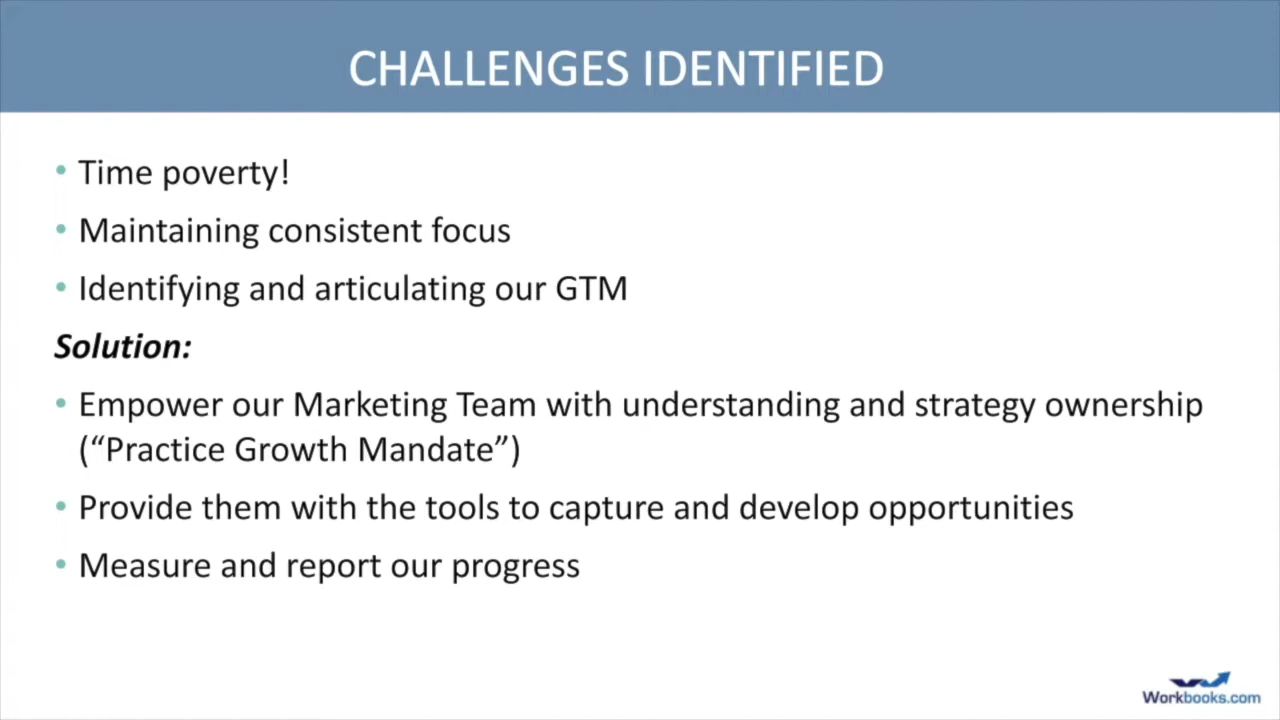 CHALLENGES IDENTIFIED
• Time poverty!
• Maintaining consistent focus
• Identifying and articulating our GTM
Solution:
• Empower our Marketing Team with understanding and strategy ownership
(“Practice Growth Mandate”)
• Provide them with the tools to capture and develop opportunities
• Measure and report our progress
Workbooks.com